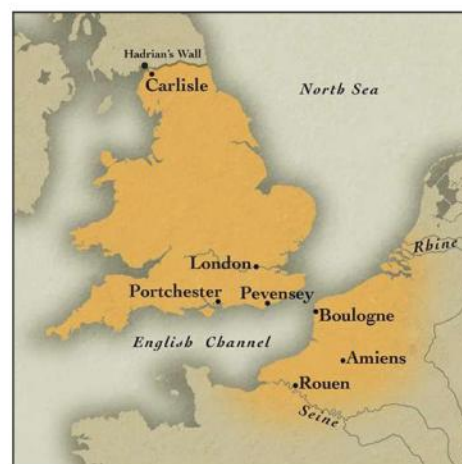 Hadrian's Wall
Carlisle
North Sea
Rhine
London
Portchester
Pevensey
Boulogne
English Channel
Amiens
Rouen
Seine